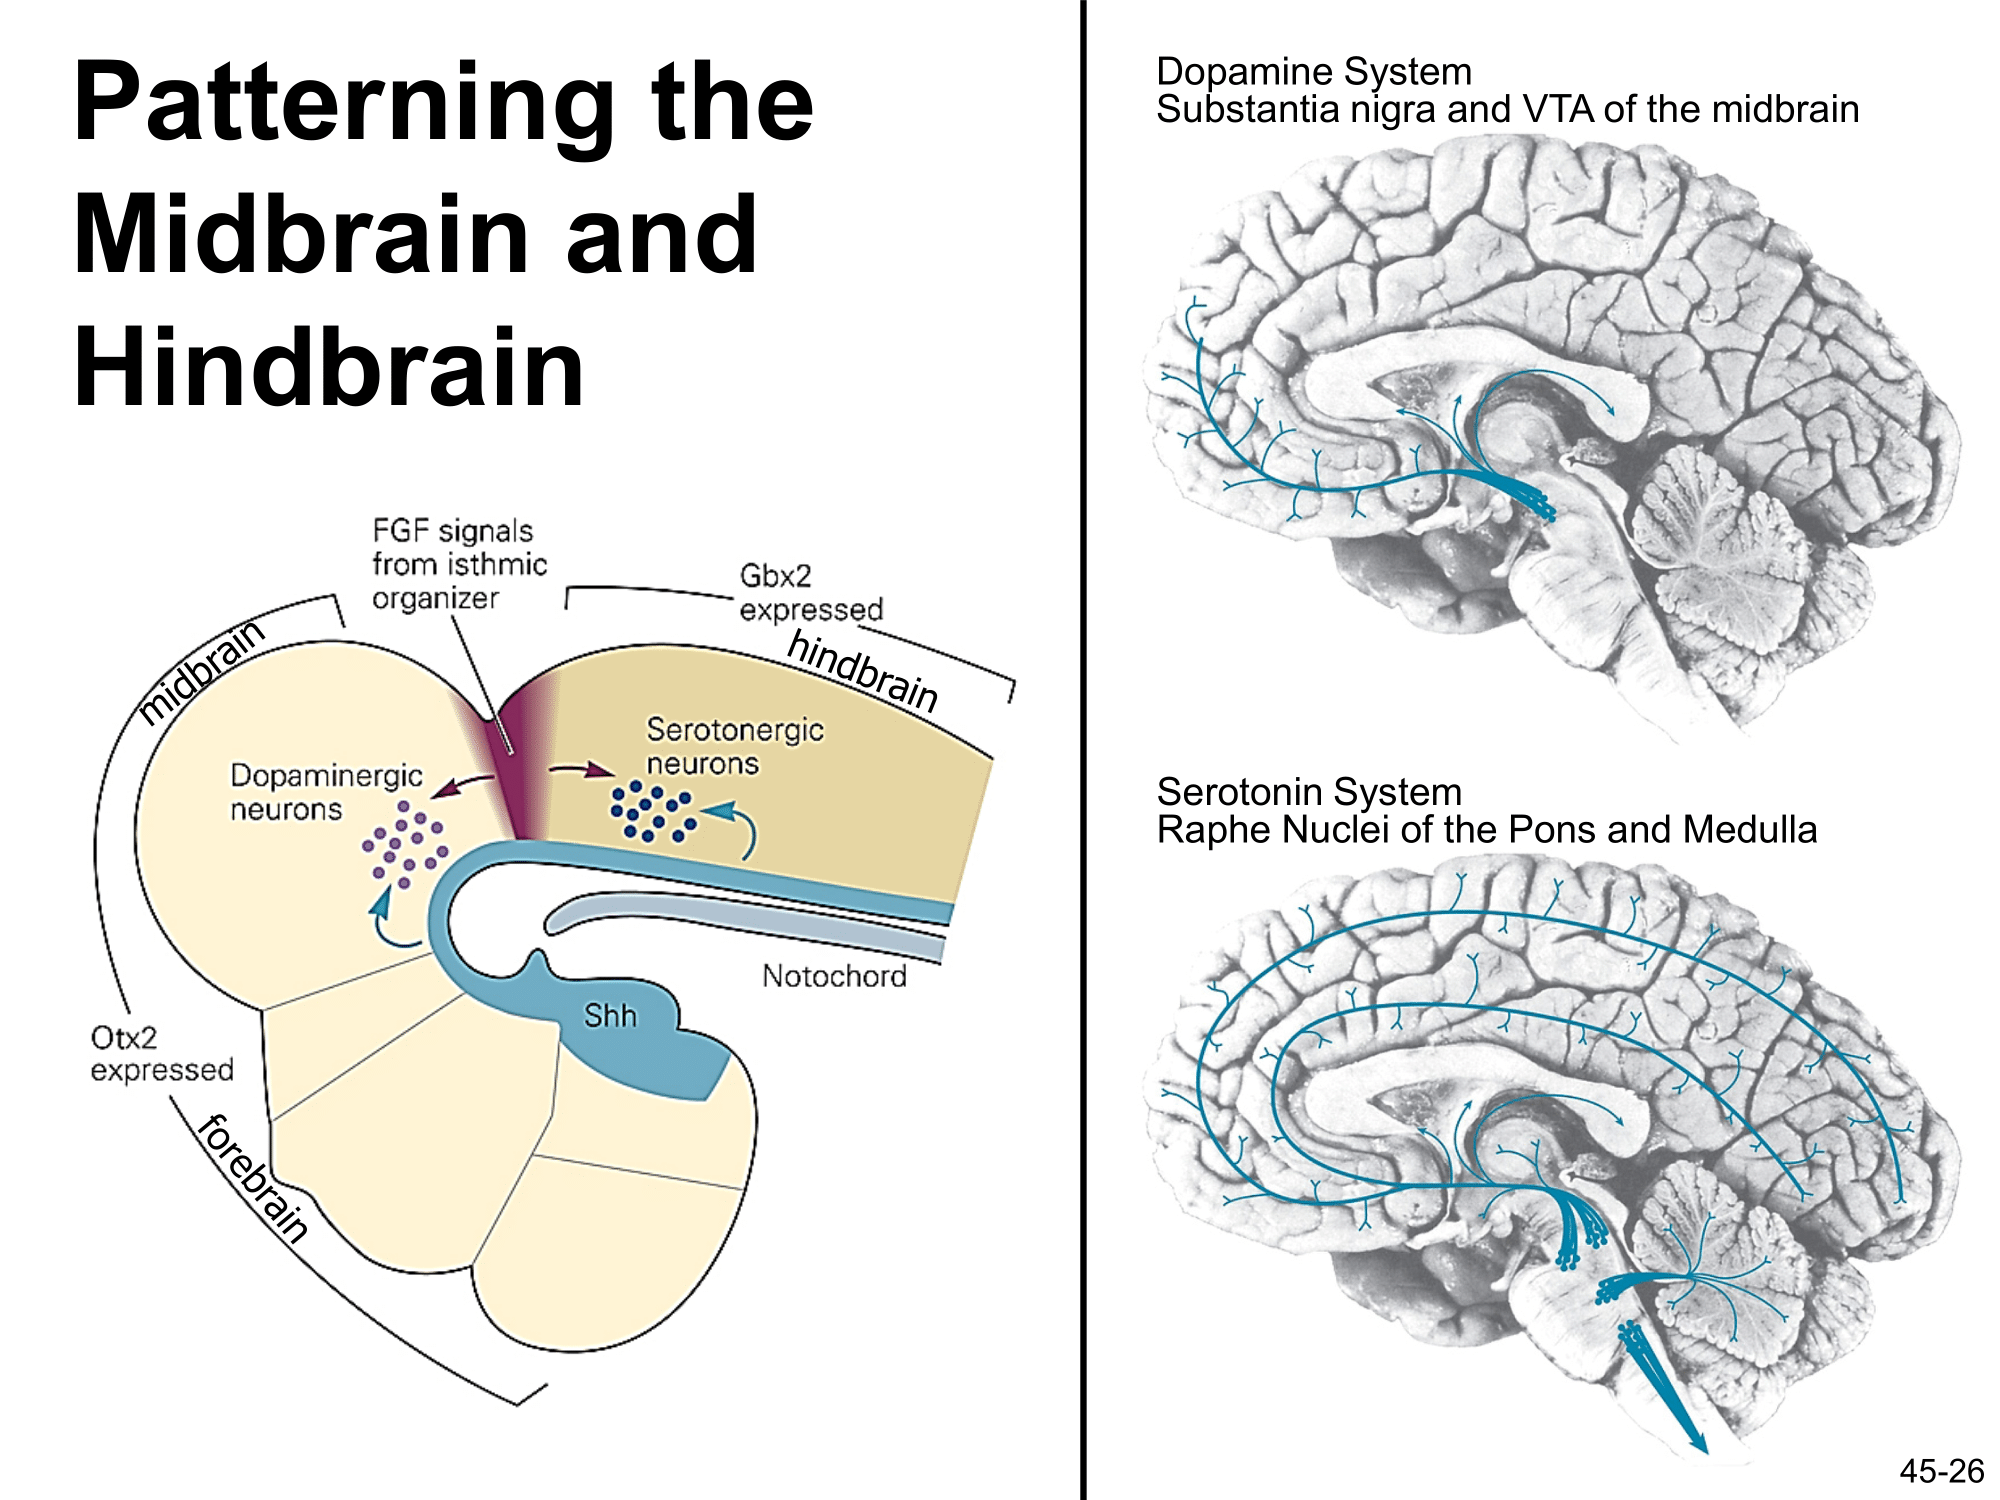 Patterning the
Midbrain and
Hindbrain
FGF signals
from isthmic
organizer
Gbx2
expressed
midbrain
hindbrain
Dopaminergic
neurons
Serotonergic
neurons
Notochord
Shh
Otx2
expressed
forebrain
Dopamine System
Substantia nigra and VTA of the midbrain
Serotonin System
Raphe Nuclei of the Pons and Medulla
45-26